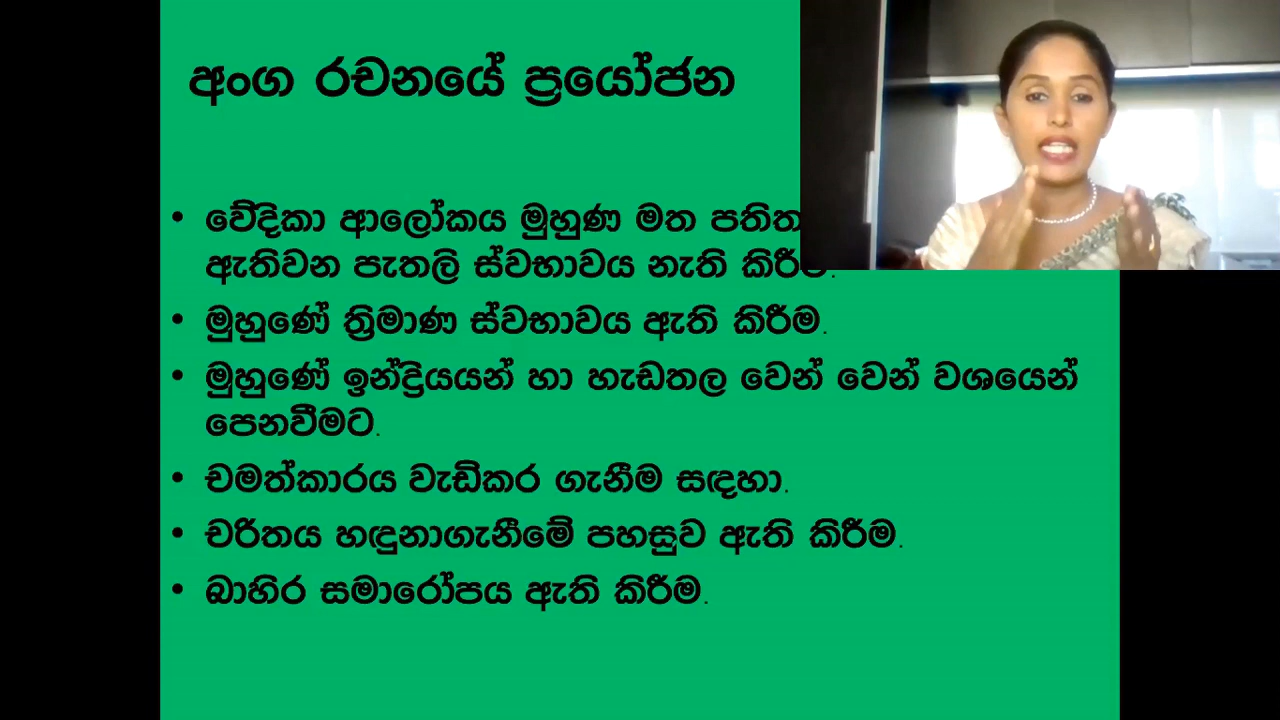 අංග රචනයේ ප්‍රයෝජන
• වේදිකා ආලෝකය මුහුණ මත පතිත
ඇතිවන පැතලි ස්වභාවය නැති කිරීම.
• මුහුණේ ත්‍රිමාණ ස්වභාවය ඇති කිරීම.
• මුහුණේ ඉන්ද්‍රියයන් හා හැඩතල වෙන් වෙන් වශයෙන්
පෙනවීමට.
• චමත්කාරය වැඩිකර ගැනීම සඳහා.
• චරිතය හඳුනාගැනීමේ පහසුව ඇති කිරීම.
• බාහිර සමාරෝපය ඇති කිරීම.